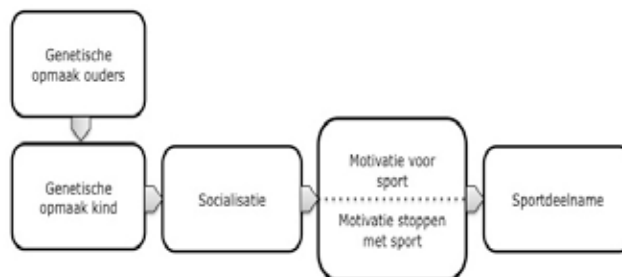 Genetische
opmaak ouders
Genetische
opmaak kind
Socialisatie
Motivatie voor
sport
Motivatie stoppen
met sport
Sportdeelname